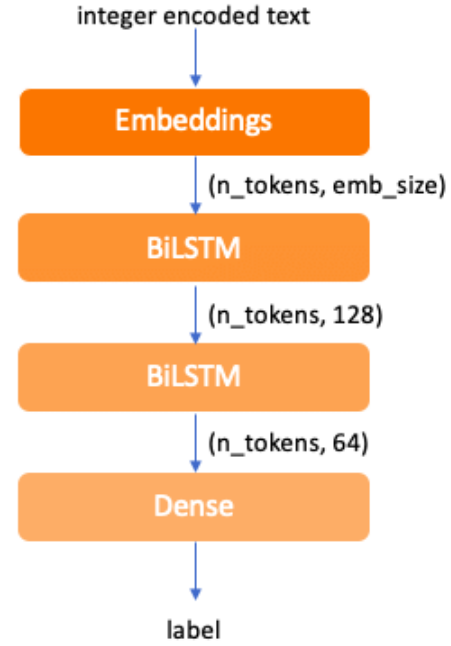 integer encoded text
Embeddings
(n_tokens, emb_size)
BiLSTM
(n_tokens, 128)
BiLSTM
(n_tokens, 64)
Dense
label